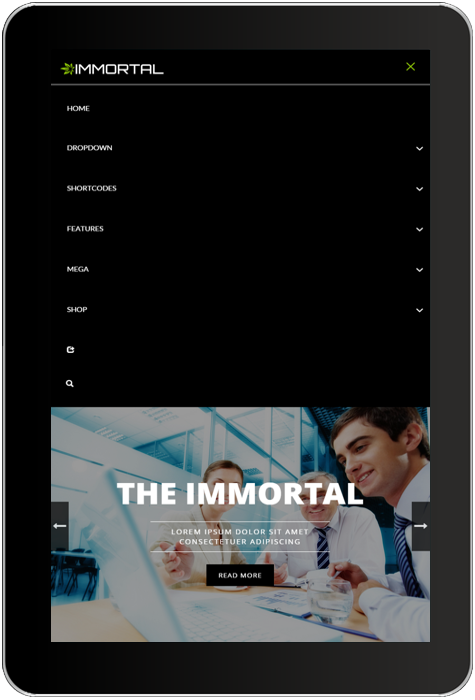 IMMORTAL
HOME
DROPDOWN
SHORTCODES
FEATURES
MEGA
SHOP
THE IMMORTAL
LOREM IPSUM DOLOR SIT AMET
CONSECTETUER ADIPISCING
READ MORE